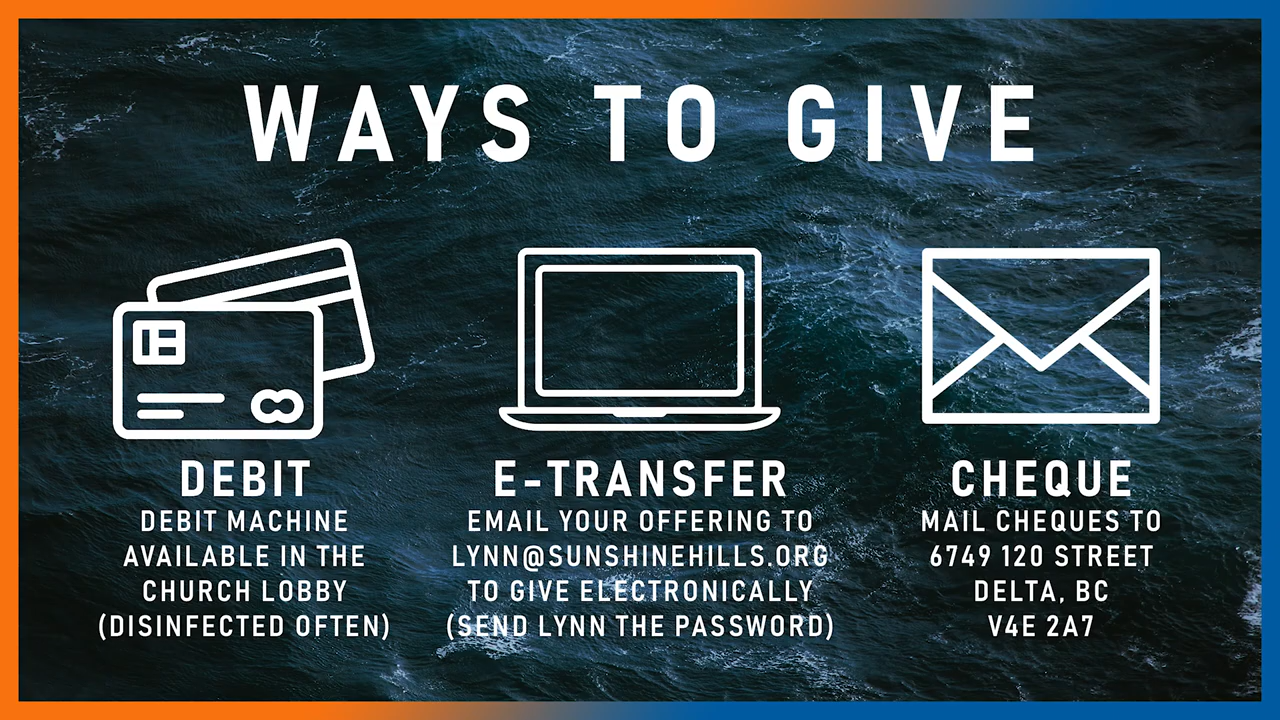 WAYS TO GIVE
DEBIT
DEBIT MACHINE
AVAILABLE IN THE
CHURCH LOBBY
(DISINFECTED OFTEN)
E-TRANSFER
EMAIL YOUR OFFERING TO
LYNN@SUNSHINEHILLS.ORG
TO GIVE ELECTRONICALLY
(SEND LYNN THE PASSWORD)
CHEQUE
MAIL CHEQUES TO
6749 120 STREET
DELTA, BC
V4E 2A7